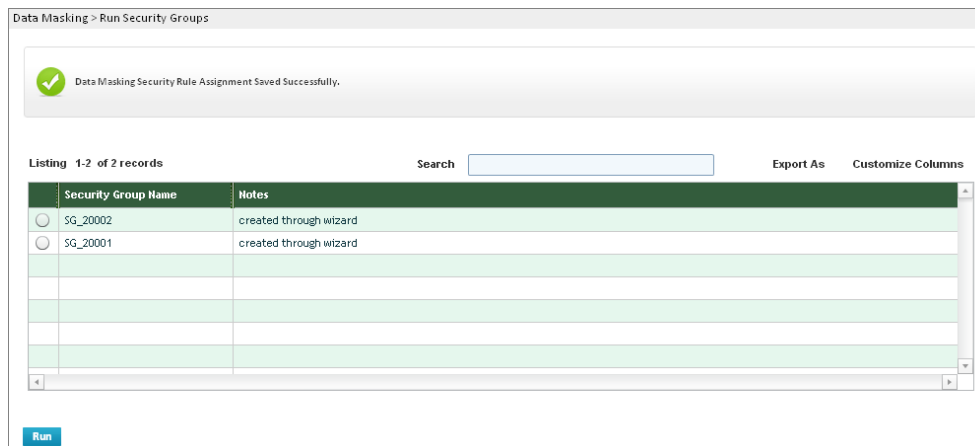 Data Masking > Run Security Groups
Data Masking Security Rule Assignment Saved Successfully.
Listing 1-2 of 2 records Search Export As Customize Columns
Security Group Name Notes
SG_20002 created through wizard
SG_20001 created through wizard
Run